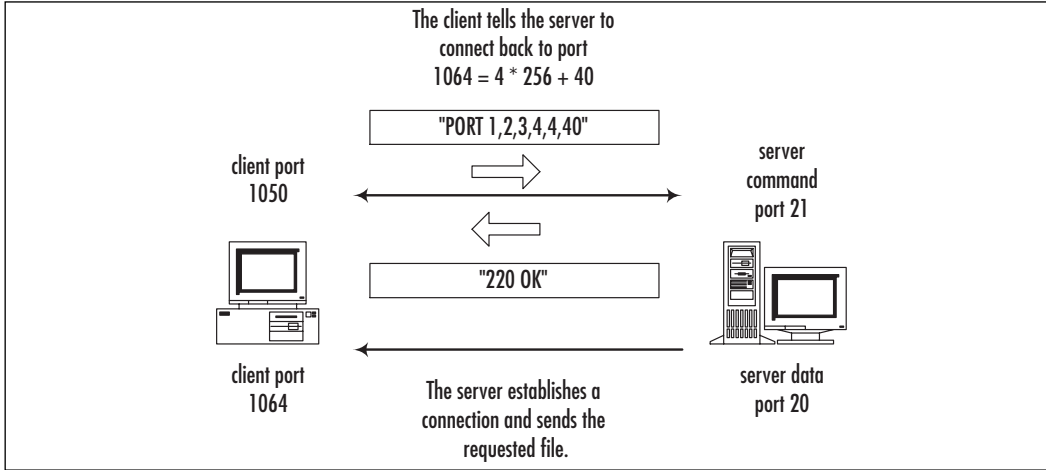 The client tells the server to
connect back to port
1064 = 4 * 256 + 40
"PORT 1,2,3,4,4,40"
client port
1050
server
command
port 21
"220 OK"
client port
1064
The server establishes a
connection and sends the
requested file.
server data
port 20